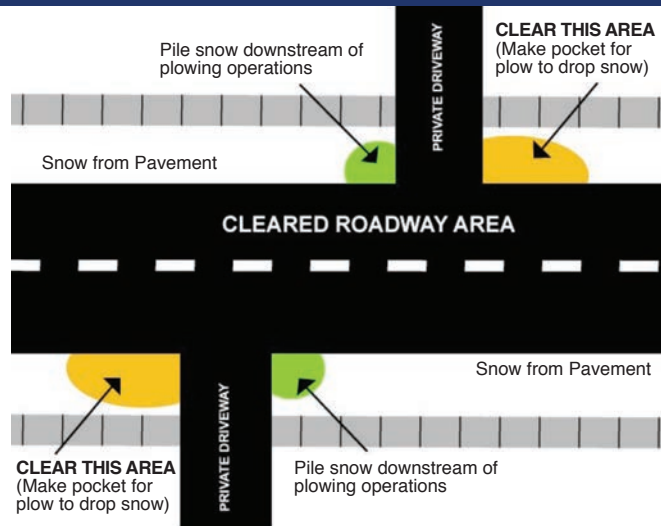 CLEAR THIS AREA
(Make pocket for
plow to drop snow)
Pile snow downstream of
plowing operations
PRIVATE DRIVEWAY
Snow from Pavement
CLEARED ROADWAY AREA
Snow from Pavement
PRIVATE DRIVEWAY
CLEAR THIS AREA
(Make pocket for
plow to drop snow)
Pile snow downstream of
plowing operations